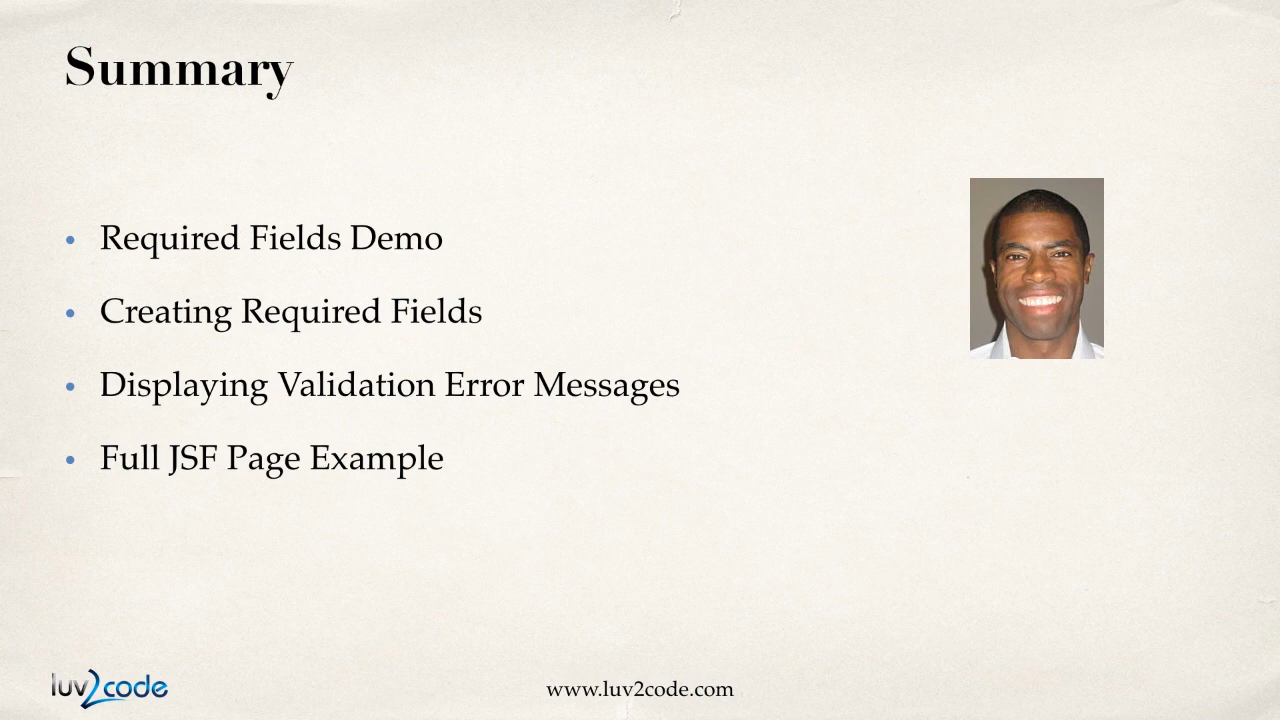 Summary
Required Fields Demo
Creating Required Fields
Displaying Validation Error Messages
Full JSF Page Example
luv2code
www.luv2code.com